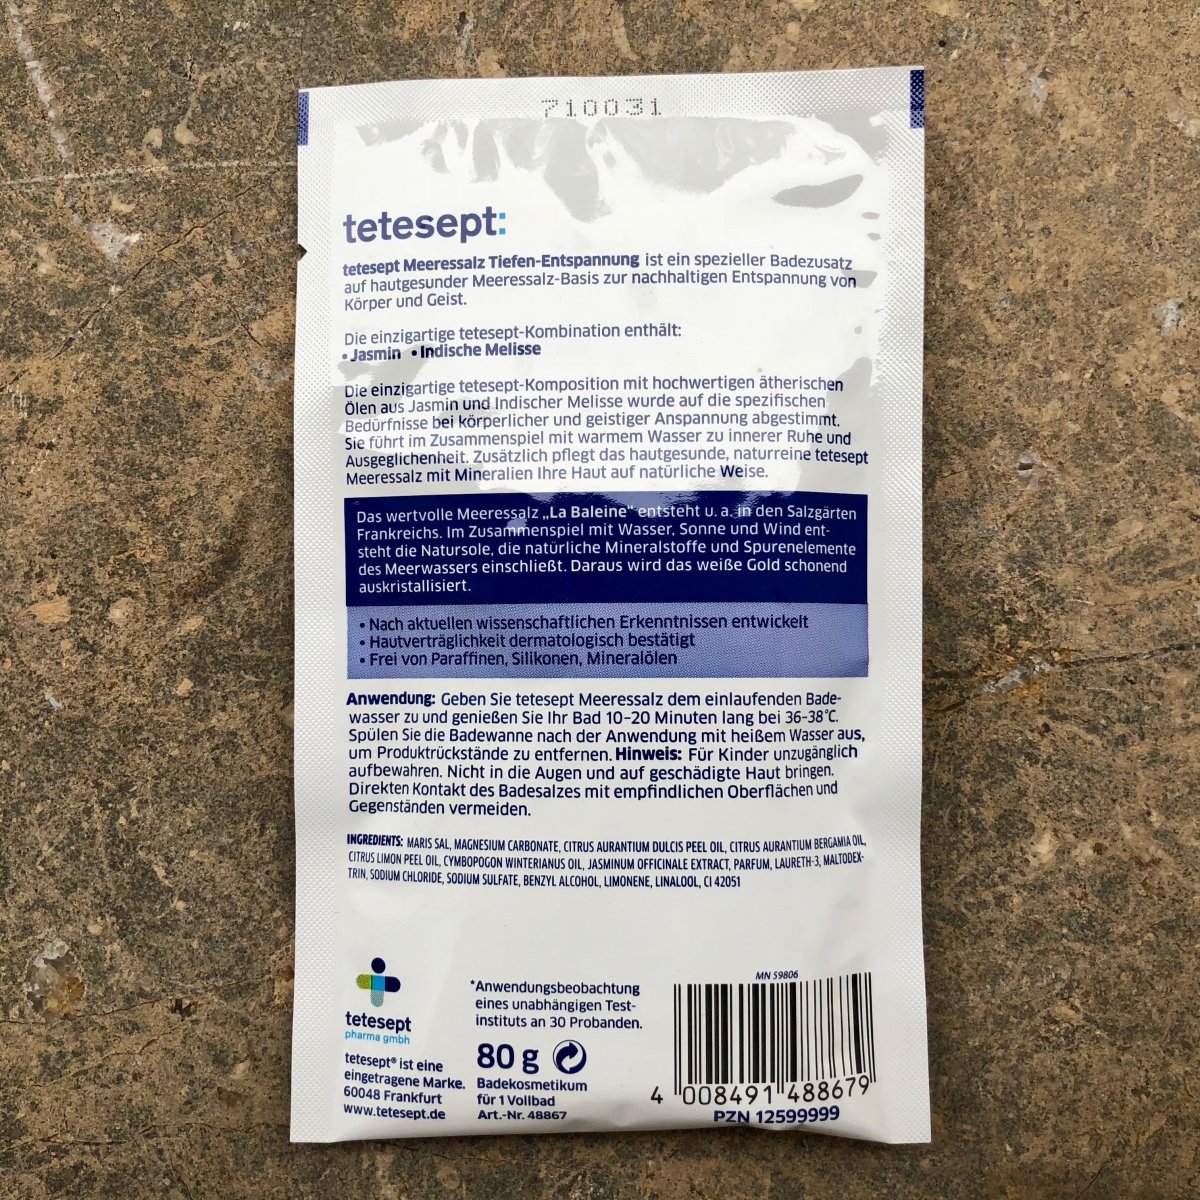 710031
tetesept:
tetesept Meeressalz Tiefen-Entspannung ist ein spezieller Badezusatz
auf hautgesunder Meeressalz-Basis zur nachhaltigen Entspannung von
Körper und Geist.
Die einzigartige tetesept-Kombination enthält:
• Jasmin • Indische Melisse
Die einzigartige tetesept-Komposition mit hochwertigen ätherischen
Ölen aus Jasmin und Indischer Melisse wurde auf die spezifischen
Bedürfnisse bei körperlicher und geistiger Anspannung abgestimmt.
Sie führt im Zusammenspiel mit warmem Wasser zu innerer Ruhe und
Ausgeglichenheit. Zusätzlich pflegt das hautgesunde, naturreine tetesept
Meeressalz mit Mineralien Ihre Haut auf natürliche Weise.
Das wertvolle Meeressalz „La Baleine“ entsteht u. a. in den Salzgärten
Frankreichs. Im Zusammenspiel mit Wasser, Sonne und Wind ent-
steht die Natursole, die natürliche Mineralstoffe und Spurenelemente
des Meerwassers einschließt. Daraus wird das weiße Gold schonend
auskristallisiert.
• Nach aktuellen wissenschaftlichen Erkenntnissen entwickelt
• Hautverträglichkeit dermatologisch bestätigt
• Frei von Paraffinen, Silikonen, Mineralölen
Anwendung: Geben Sie tetesept Meeressalz dem einlaufenden Bade-
wasser zu und genießen Sie Ihr Bad 10–20 Minuten lang bei 36–38°C.
Spülen Sie die Badewanne nach der Anwendung mit heißem Wasser aus,
um Produktrückstände zu entfernen. Hinweis: Für Kinder unzugänglich
aufbewahren. Nicht in die Augen und auf geschädigte Haut bringen.
Direkten Kontakt des Badesalzes mit empfindlichen Oberflächen und
Gegenständen vermeiden.
INGREDIENTS: MARIS SAL, MAGNESIUM CARBONATE, CITRUS AURANTIUM DULCIS PEEL OIL, CITRUS AURANTIUM BERGAMIA OIL,
CITRUS LIMON PEEL OIL, CYMBOPOGON WINTERIANUS OIL, JASMINUM OFFICINALE EXTRACT, PARFUM, LAURETH-3, MALTODEX-
TRIN, SODIUM CHLORIDE, SODIUM SULFATE, BENZYL ALCOHOL, LIMONENE, LINALOOL, CI 42051
tetesept
pharma gmbh
tetesept® ist eine
eingetragene Marke.
60048 Frankfurt
www.tetesept.de
*Anwendungsbeobachtung
eines unabhängigen Test-
instituts an 30 Probanden.
80 g
Badekosmetikum
für 1 Vollbad
Art.-Nr. 48867
MN 59806
4 008491 488679
PZN 12599999